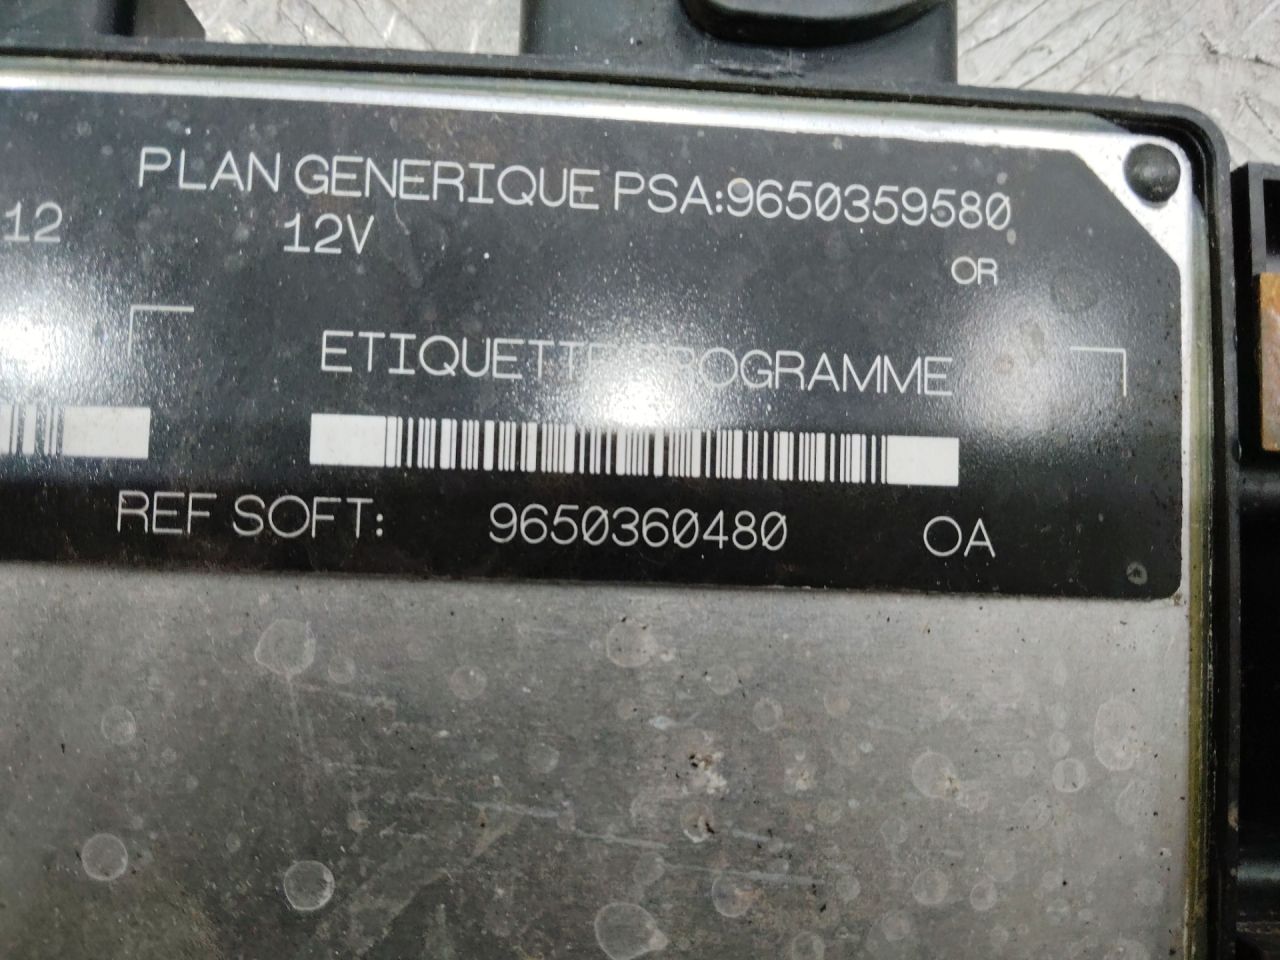 PLAN GENERIQUE PSA:9650359580
12 12V
OR
ETIQUETTE PROGRAMME
REF SOFT: 9650360480 OA